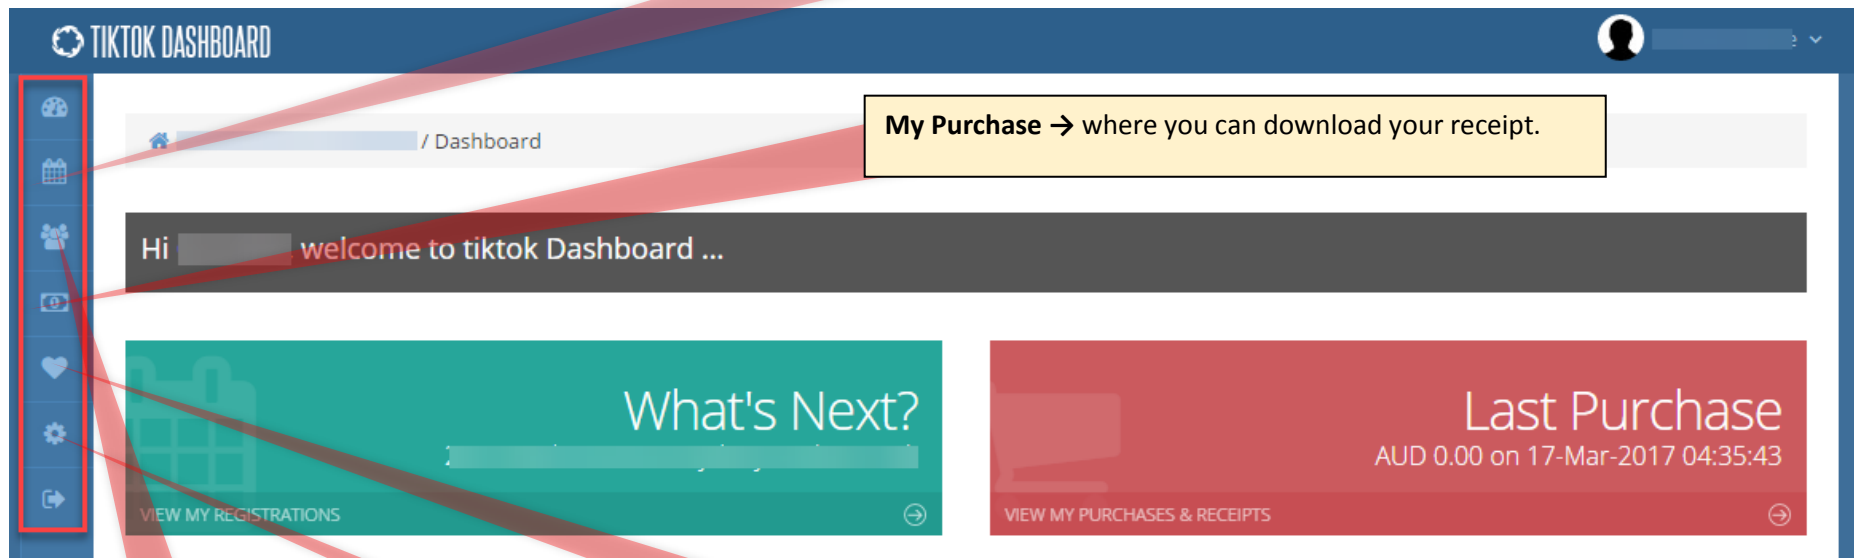 TIKTOK DASHBOARD
/ Dashboard
My Purchase → where you can download your receipt.
Hi welcome to tiktok Dashboard ...
What's Next?
VIEW MY REGISTRATIONS
Last Purchase
AUD 0.00 on 17-Mar-2017 04:35:43
VIEW MY PURCHASES & RECEIPTS